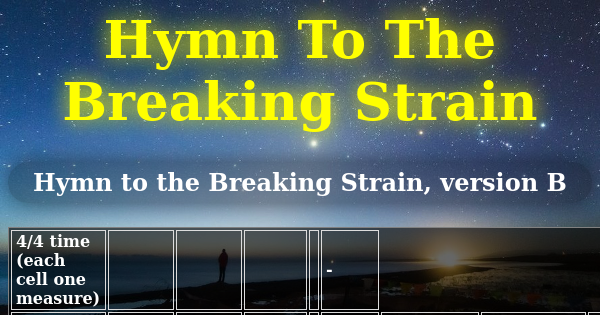 Hymn To The
Breaking Strain
Hymn to the Breaking Strain, version B
4/4 time
(each
cell one
measure)
-